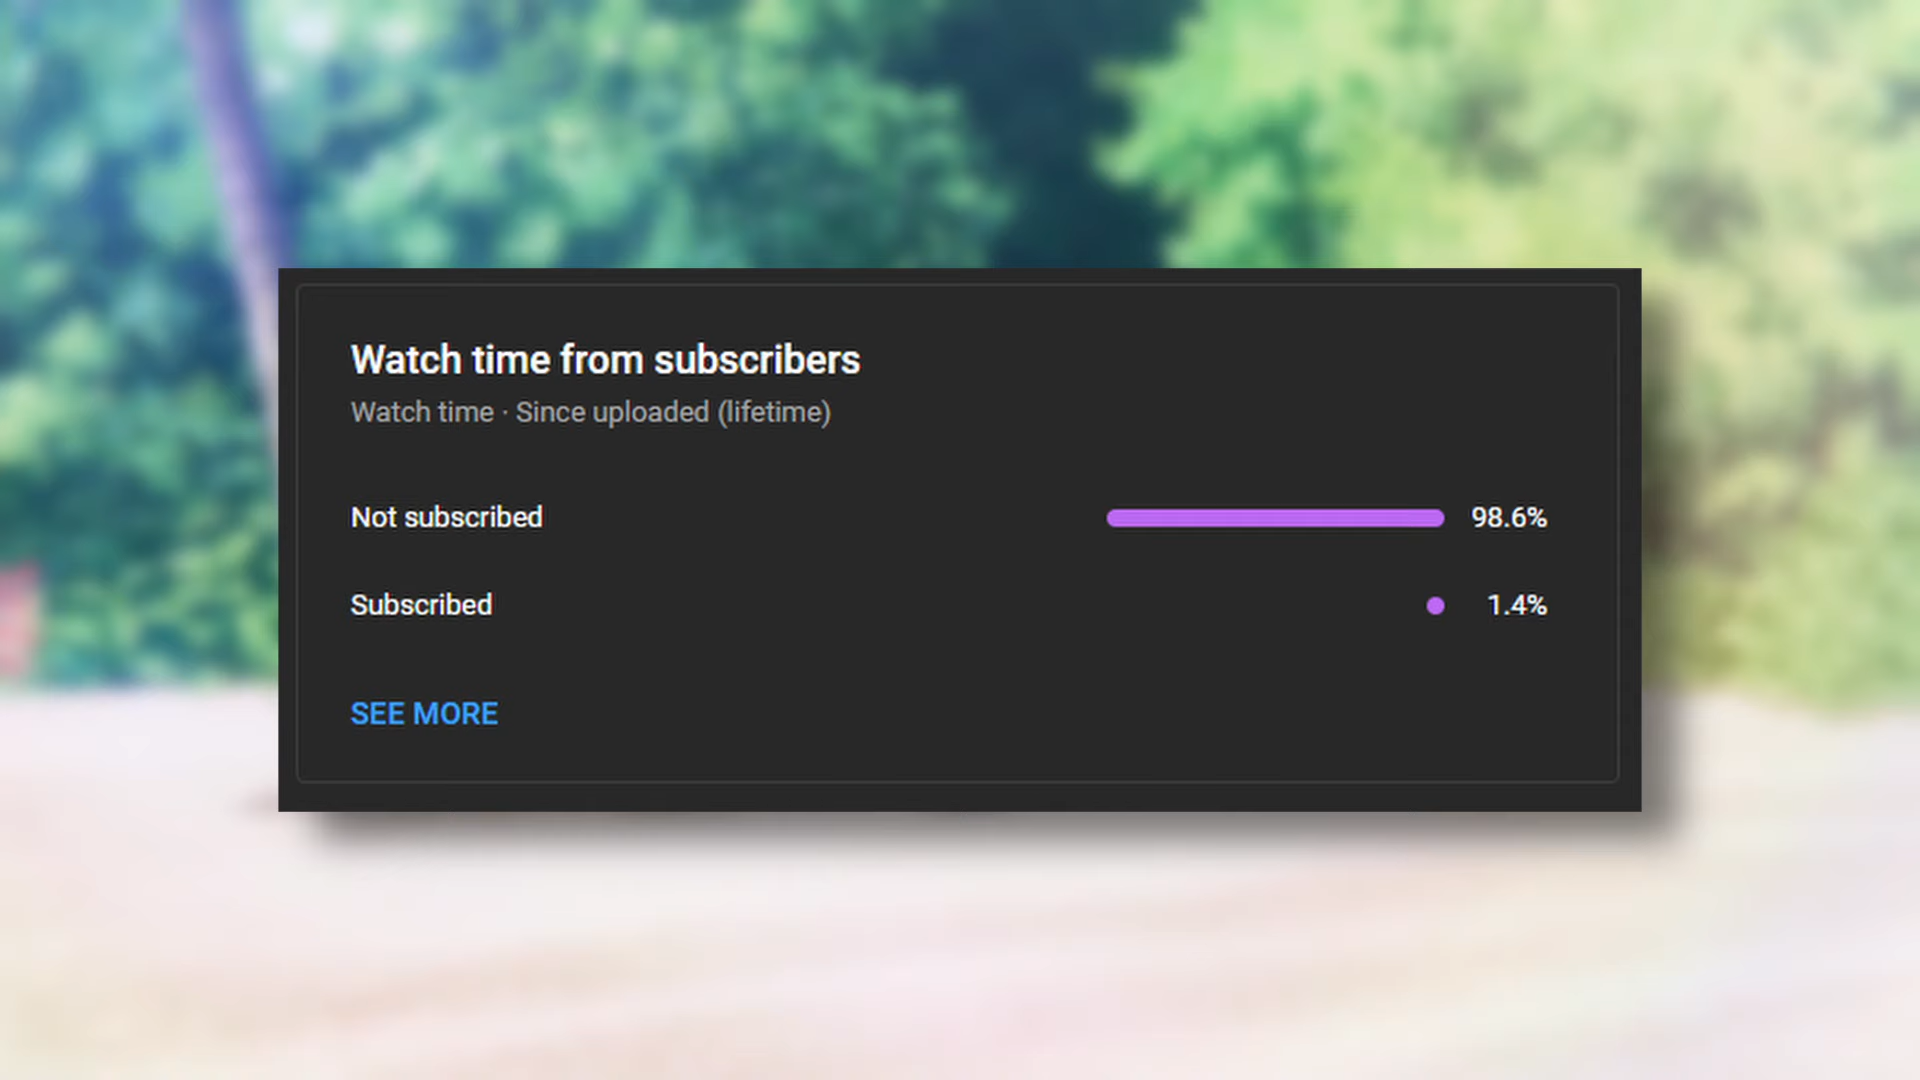 Watch time from subscribers
Watch time · Since uploaded (lifetime)
Not subscribed 98.6%
Subscribed 1.4%
SEE MORE